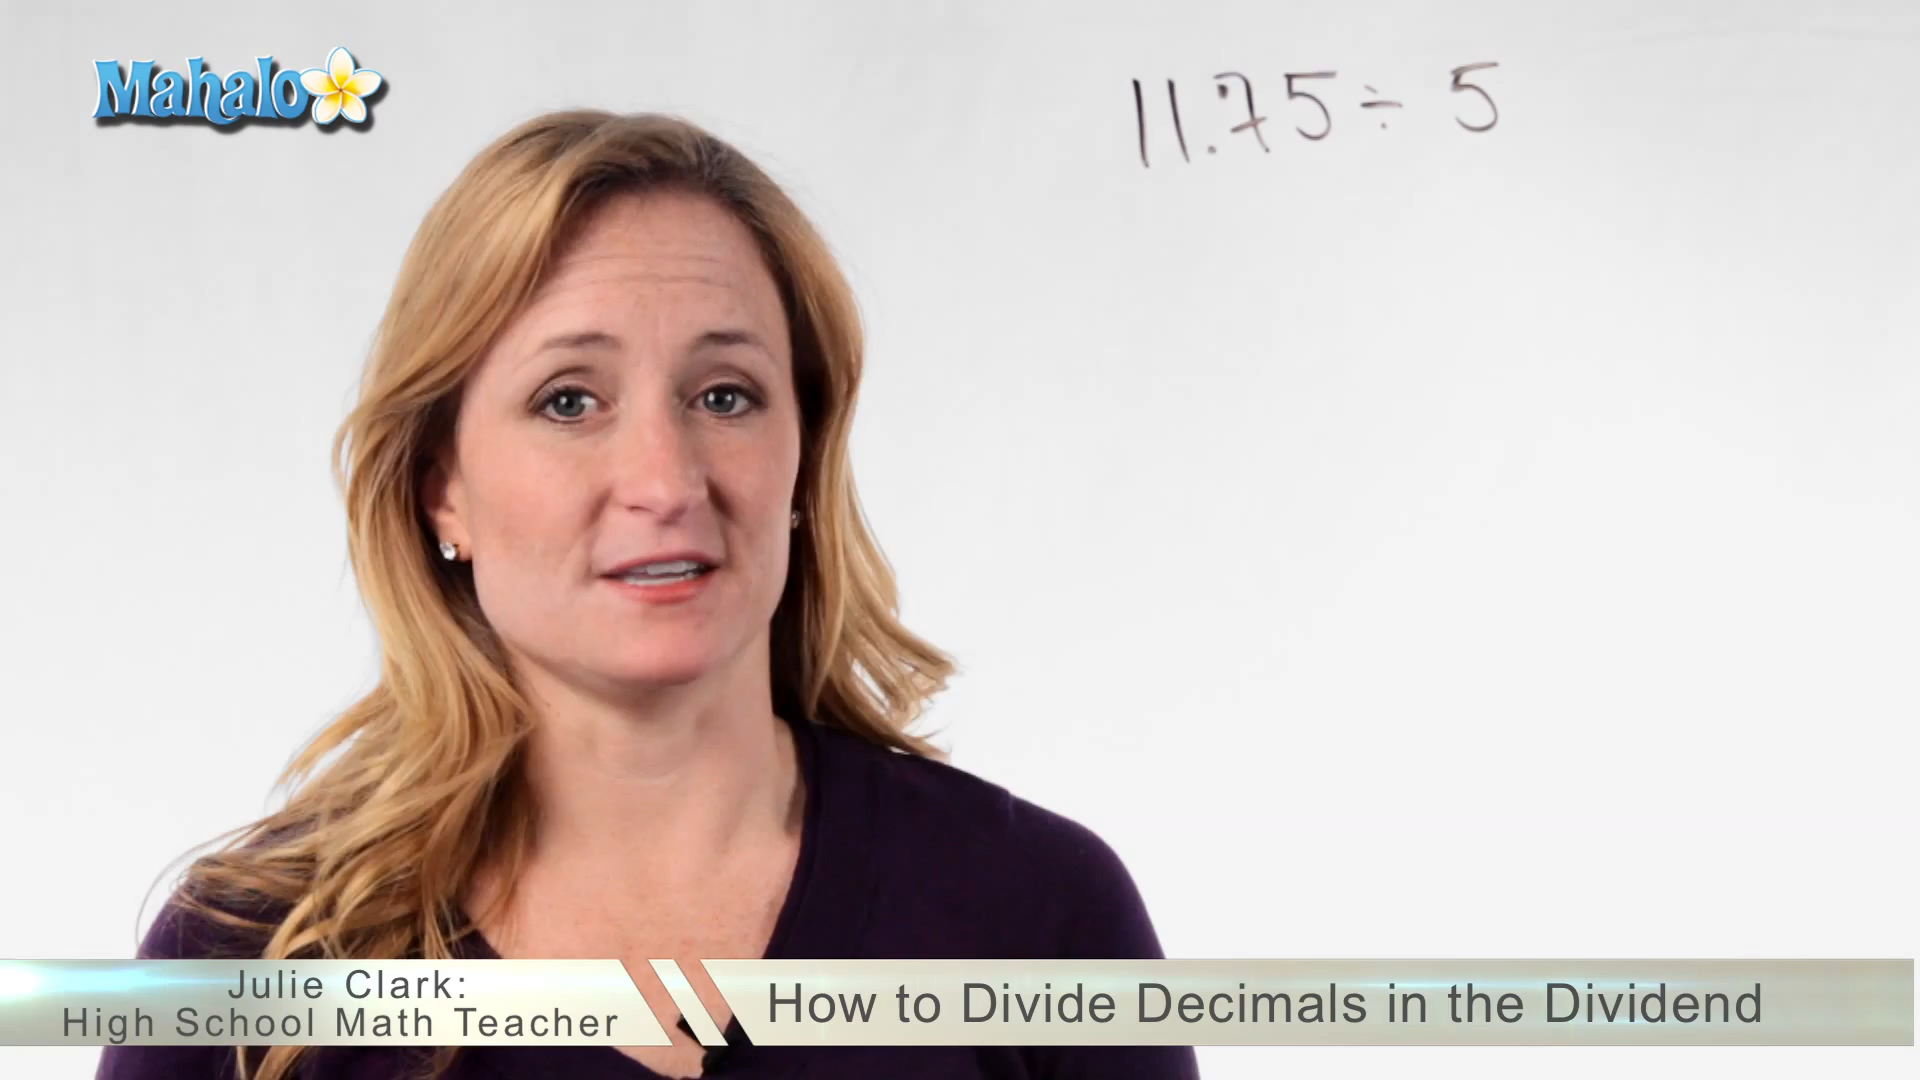 Mahalo
11.75 ÷ 5
Julie Clark:
High School Math Teacher
How to Divide Decimals in the Dividend